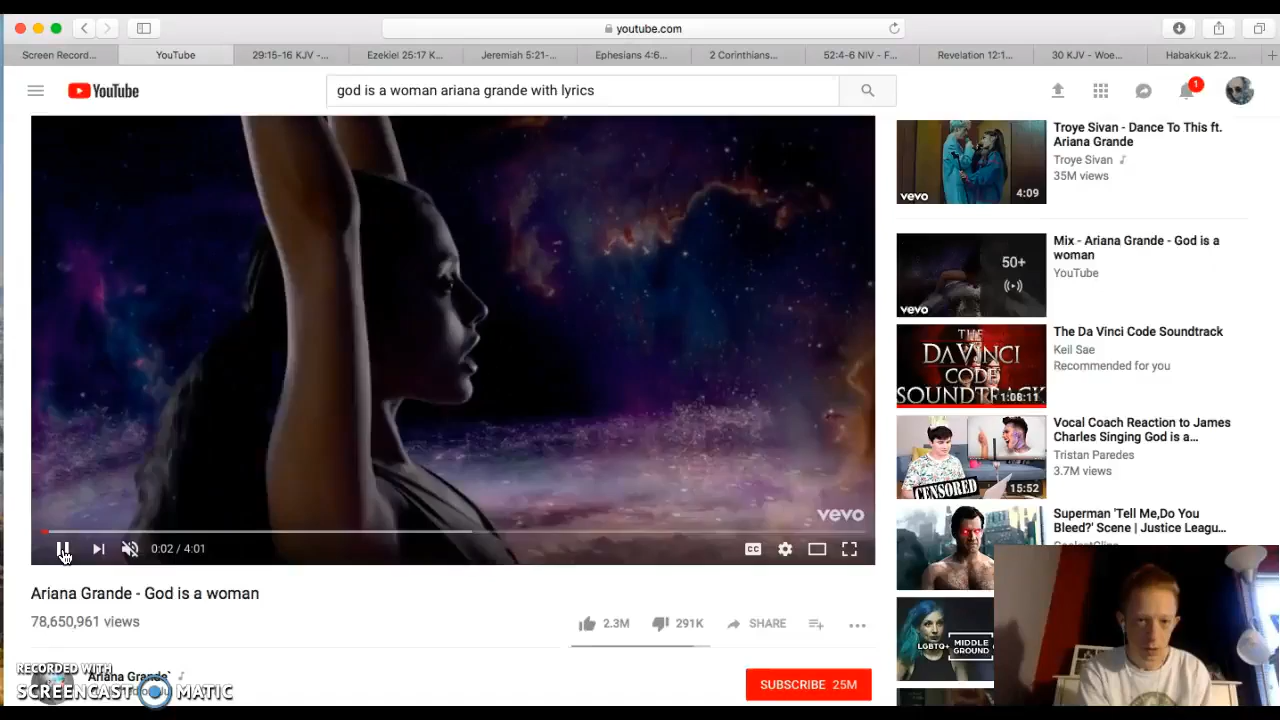 youtube.com
Screen Record...
YouTube
29:15-16 KJV -...
Ezekiel 25:17 K...
Jeremiah 5:21-...
Ephesians 4:6...
2 Corinthians...
52:4-6 NIV - F...
Revelation 12:1...
30 KJV - Woe...
Habakkuk 2:2...
YouTube
god is a woman ariana grande with lyrics
1
vevo
0:02 / 4:01
CC
Ariana Grande - God is a woman
78,650,961 views
2.3M
291K
SHARE
Ariana Grande
SUBSCRIBE 25M
RECORDED WITH
SCREENCAST MATIC
vevo
4:09
Troye Sivan - Dance To This ft.
Ariana Grande
Troye Sivan
35M views
50+
vevo
Mix - Ariana Grande - God is a
woman
YouTube
THE
DAVINCI
CODE
SOUNDTRACK
1:08:11
The Da Vinci Code Soundtrack
Keil Sae
Recommended for you
CENSORED
15:52
Vocal Coach Reaction to James
Charles Singing God is a...
Tristan Paredes
3.7M views
Superman 'Tell Me,Do You
Bleed?' Scene | Justice Leagu...
LGBTQ+
MIDDLE
GROUND